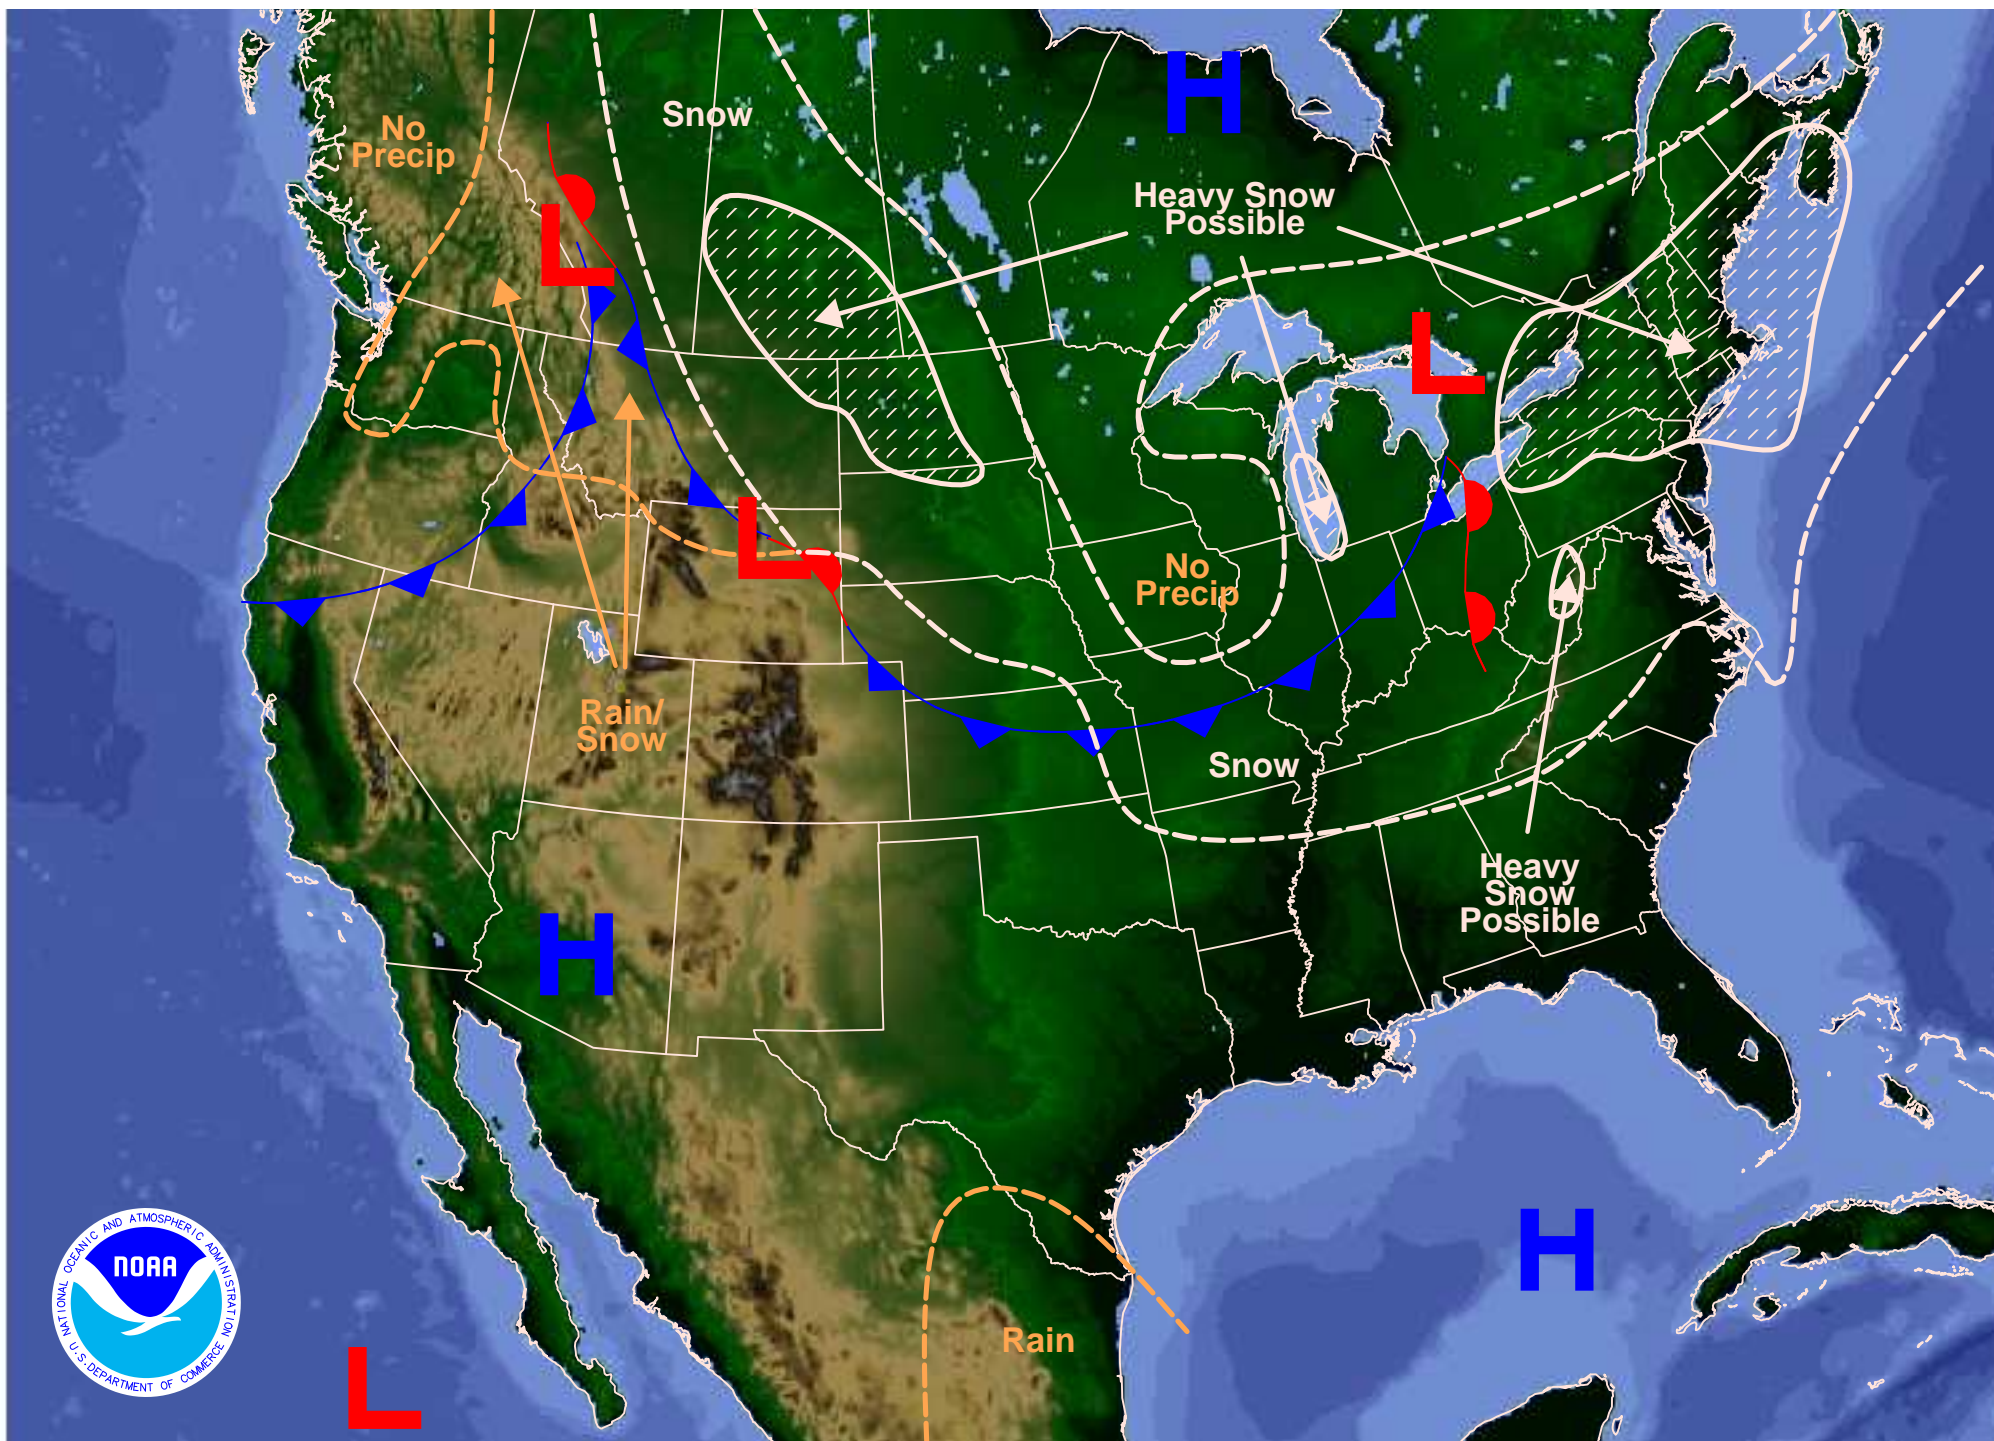 H
No
Precip
Snow
Heavy Snow
Possible
L
L
L
No
Precip
Rain/
Snow
Snow
Heavy
Snow
Possible
H
H
Rain
L
NATIONAL OCEANIC AND ATMOSPHERIC ADMINISTRATION
NOAA
U.S. DEPARTMENT OF COMMERCE